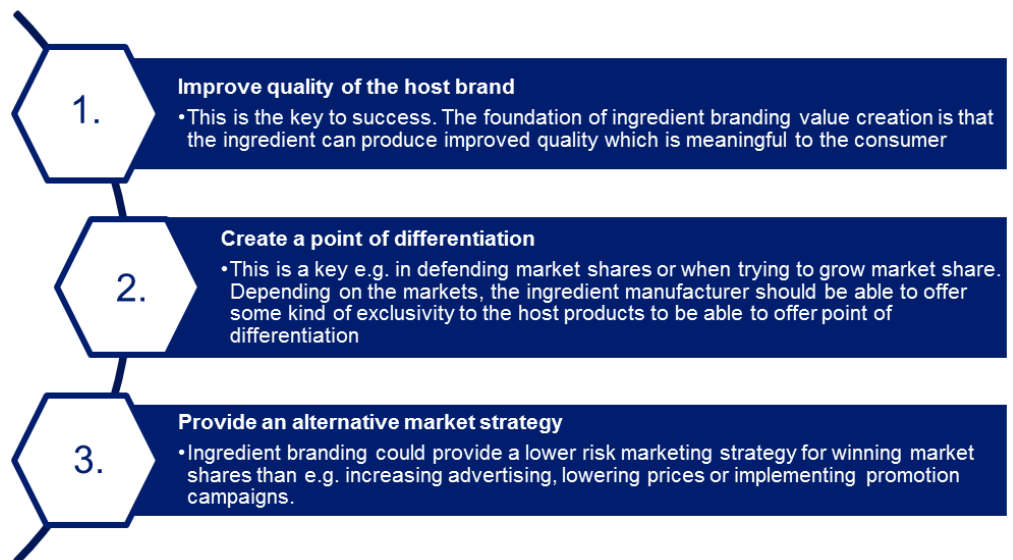 1.
Improve quality of the host brand
•This is the key to success. The foundation of ingredient branding value creation is that
the ingredient can produce improved quality which is meaningful to the consumer
2.
Create a point of differentiation
•This is a key e.g. in defending market shares or when trying to grow market share.
Depending on the markets, the ingredient manufacturer should be able to offer
some kind of exclusivity to the host products to be able to offer point of
differentiation
3.
Provide an alternative market strategy
•Ingredient branding could provide a lower risk marketing strategy for winning market
shares than e.g. increasing advertising, lowering prices or implementing promotion
campaigns.